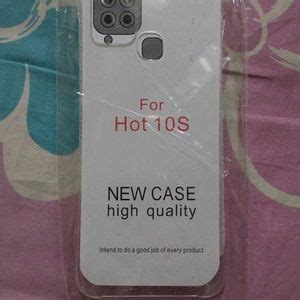 For
Hot 10S
NEW CASE
high quality
Intend to do a good job of every product